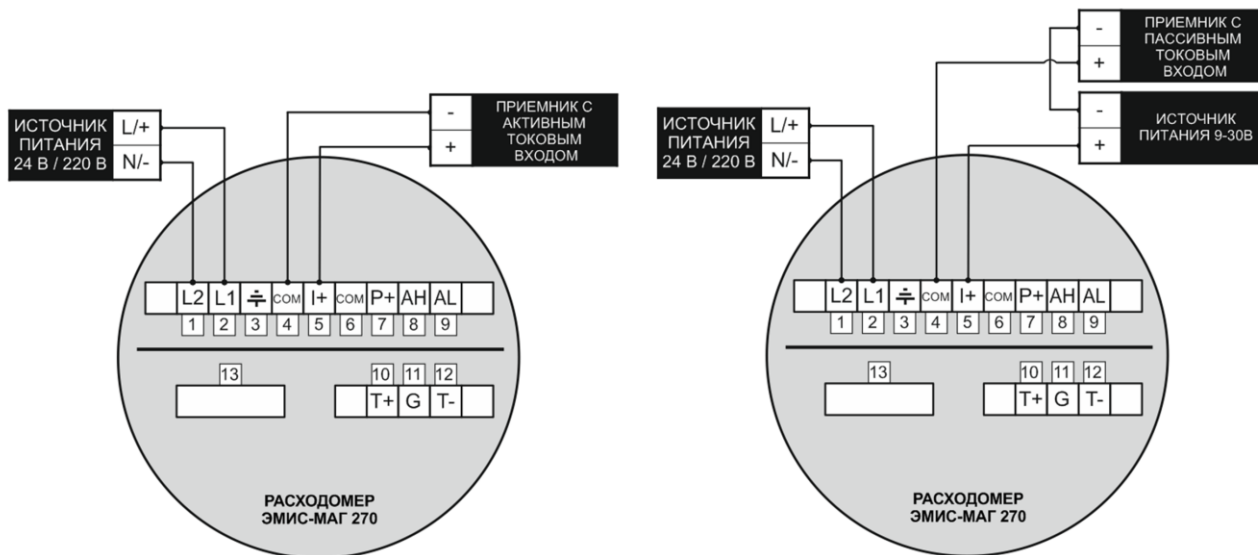 ИСТОЧНИК
ПИТАНИЯ
24 В / 220 В
L/+
N/-
-
+
ПРИЕМНИК С
АКТИВНЫМ
ТОКОВЫМ
ВХОДОМ
L2 L1 COM I+ COM P+ AH AL
1 2 3 4 5 6 7 8 9
13
10 11 12
T+ G T-
РАСХОДОМЕР
ЭМИС-МАГ 270
-
+
ПРИЕМНИК С
ПАССИВНЫМ
ТОКОВЫМ
ВХОДОМ
-
+
ИСТОЧНИК
ПИТАНИЯ 9-30В
ИСТОЧНИК
ПИТАНИЯ
24 В / 220 В
L/+
N/-
L2 L1 COM I+ COM P+ AH AL
1 2 3 4 5 6 7 8 9
13
10 11 12
T+ G T-
РАСХОДОМЕР
ЭМИС-МАГ 270